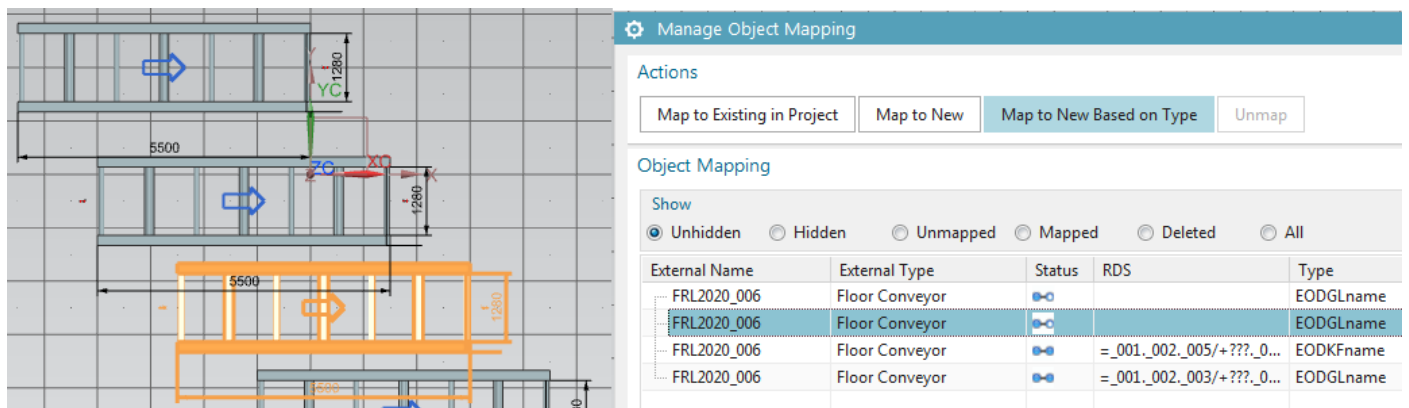 1280
YC
5500
ZC
XC
X
1280
5500
1280
5500
Manage Object Mapping
Actions
Map to Existing in Project Map to New Map to New Based on Type Unmap
Object Mapping
Show
Unhidden Hidden Unmapped Mapped Deleted All
External Name External Type Status RDS Type
FRL2020_006 Floor Conveyor EODGLname
FRL2020_006 Floor Conveyor EODGLname
FRL2020_006 Floor Conveyor =_001._002._005/+???._0... EODKFname
FRL2020_006 Floor Conveyor =_001._002._003/+???._0... EODGLname